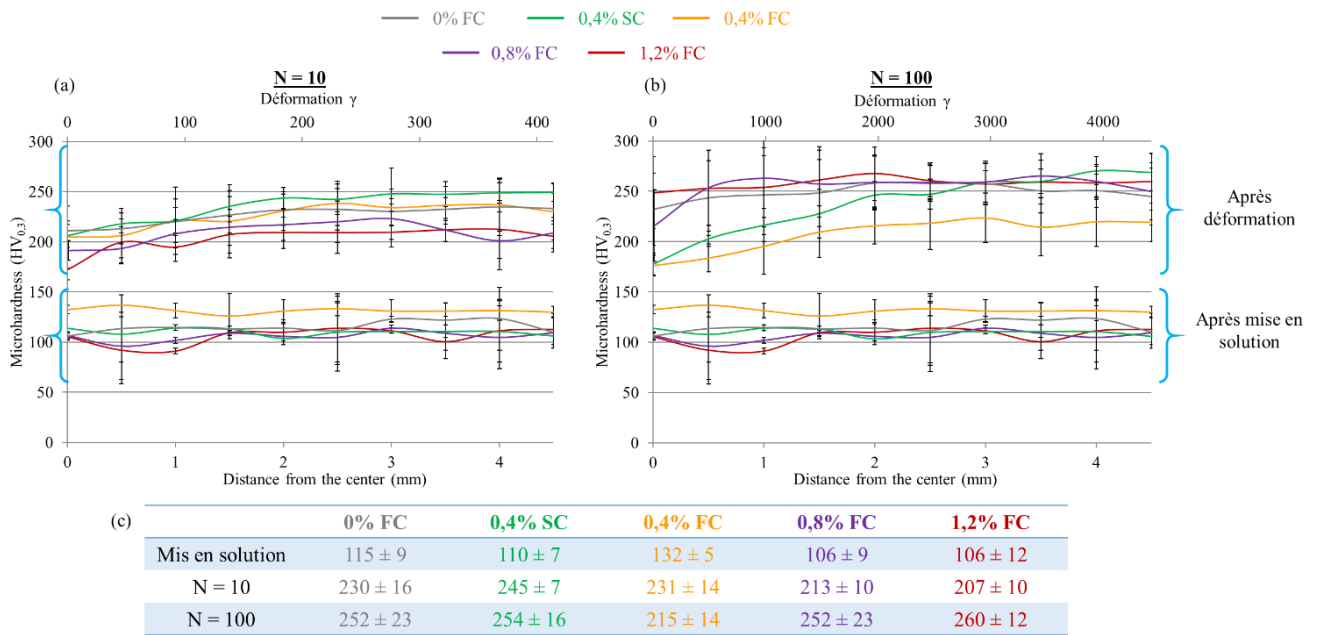 0% FC
0,4% SC
0,4% FC
0,8% FC
1,2% FC
(a)
N = 10
Déformation γ
0 100 200 300 400
Microhardness (HV0,3)
300
250
200
150
100
50
0
0 1 2 3 4
Distance from the center (mm)
(b)
N = 100
Déformation γ
0 1000 2000 3000 4000
Microhardness (HV0,3)
300
250
200
150
100
50
0
0 1 2 3 4
Distance from the center (mm)
Après
déformation
Après mise en
solution
(c)
0% FC 0,4% SC 0,4% FC 0,8% FC 1,2% FC
Mis en solution 115 ± 9 110 ± 7 132 ± 5 106 ± 9 106 ± 12
N = 10 230 ± 16 245 ± 7 231 ± 14 213 ± 10 207 ± 10
N = 100 252 ± 23 254 ± 16 215 ± 14 252 ± 23 260 ± 12